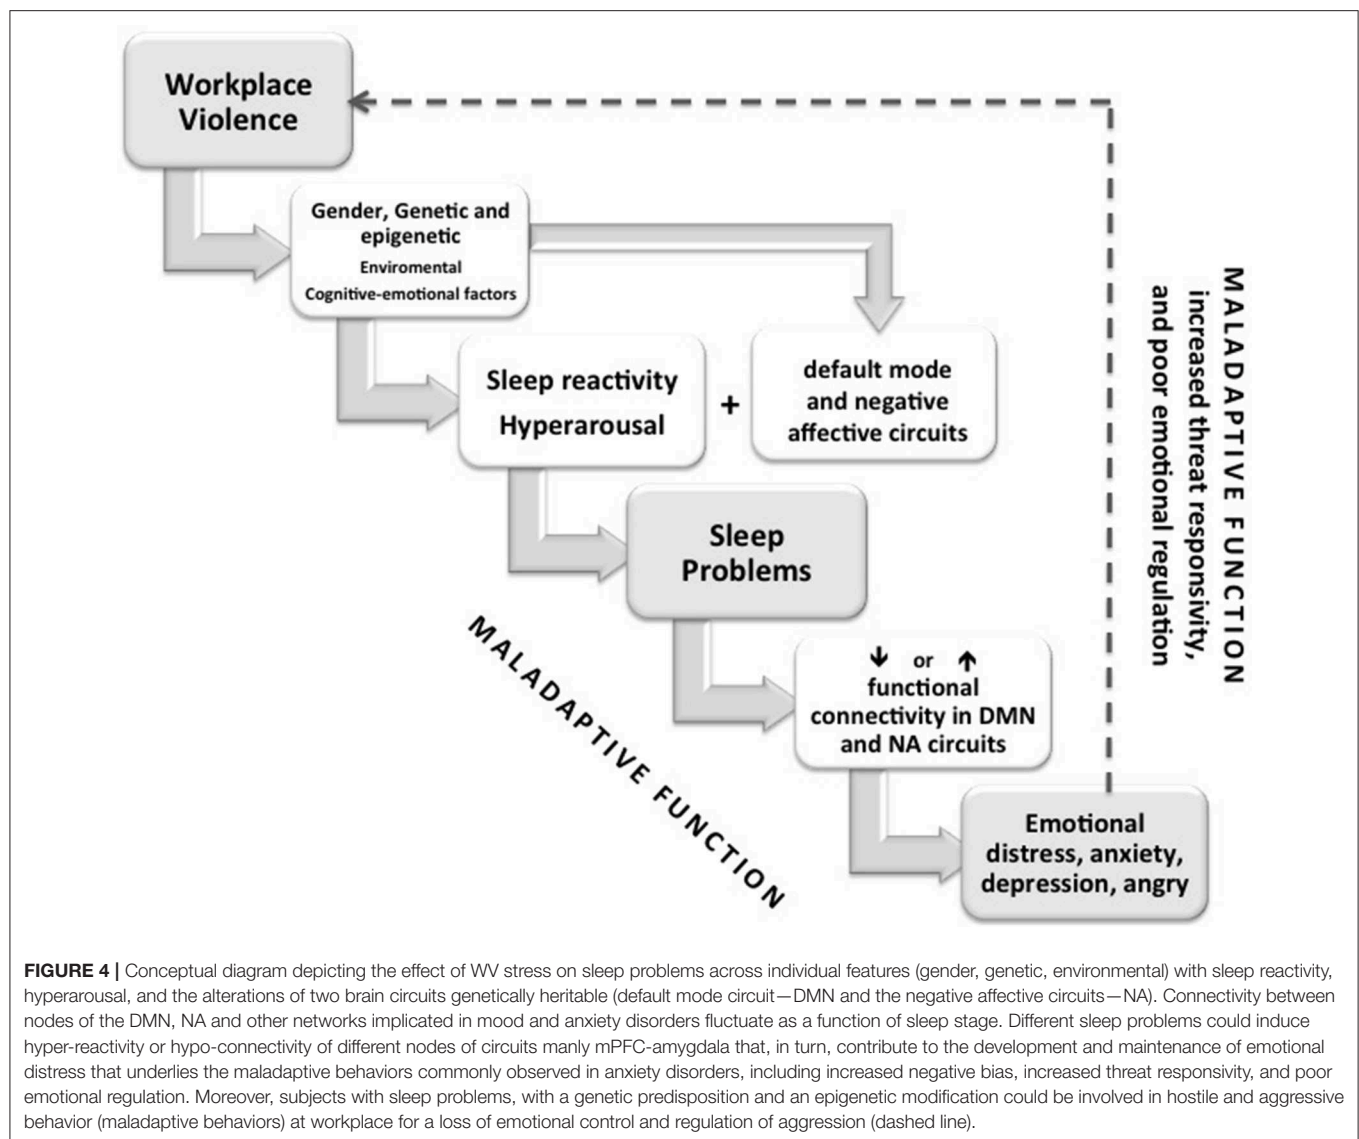 Workplace
Violence
Gender, Genetic and
epigenetic
Enviromental
Cognitive-emotional factors
Sleep reactivity
Hyperarousal
+
default mode
and negative
affective circuits
Sleep
Problems
↓ or ↑
functional
connectivity in DMN
and NA circuits
Emotional
distress, anxiety,
depression, angry
MALADAPTIVE FUNCTION
MALADAPTIVE FUNCTION
increased threat responsivity,
and poor emotional regulation
FIGURE 4 | Conceptual diagram depicting the effect of WV stress on sleep problems across individual features (gender, genetic, environmental) with sleep reactivity,
hyperarousal, and the alterations of two brain circuits genetically heritable (default mode circuit—DMN and the negative affective circuits—NA). Connectivity between
nodes of the DMN, NA and other networks implicated in mood and anxiety disorders fluctuate as a function of sleep stage. Different sleep problems could induce
hyper-reactivity or hypo-connectivity of different nodes of circuits manly mPFC-amygdala that, in turn, contribute to the development and maintenance of emotional
distress that underlies the maladaptive behaviors commonly observed in anxiety disorders, including increased negative bias, increased threat responsivity, and poor
emotional regulation. Moreover, subjects with sleep problems, with a genetic predisposition and an epigenetic modification could be involved in hostile and aggressive
behavior (maladaptive behaviors) at workplace for a loss of emotional control and regulation of aggression (dashed line).